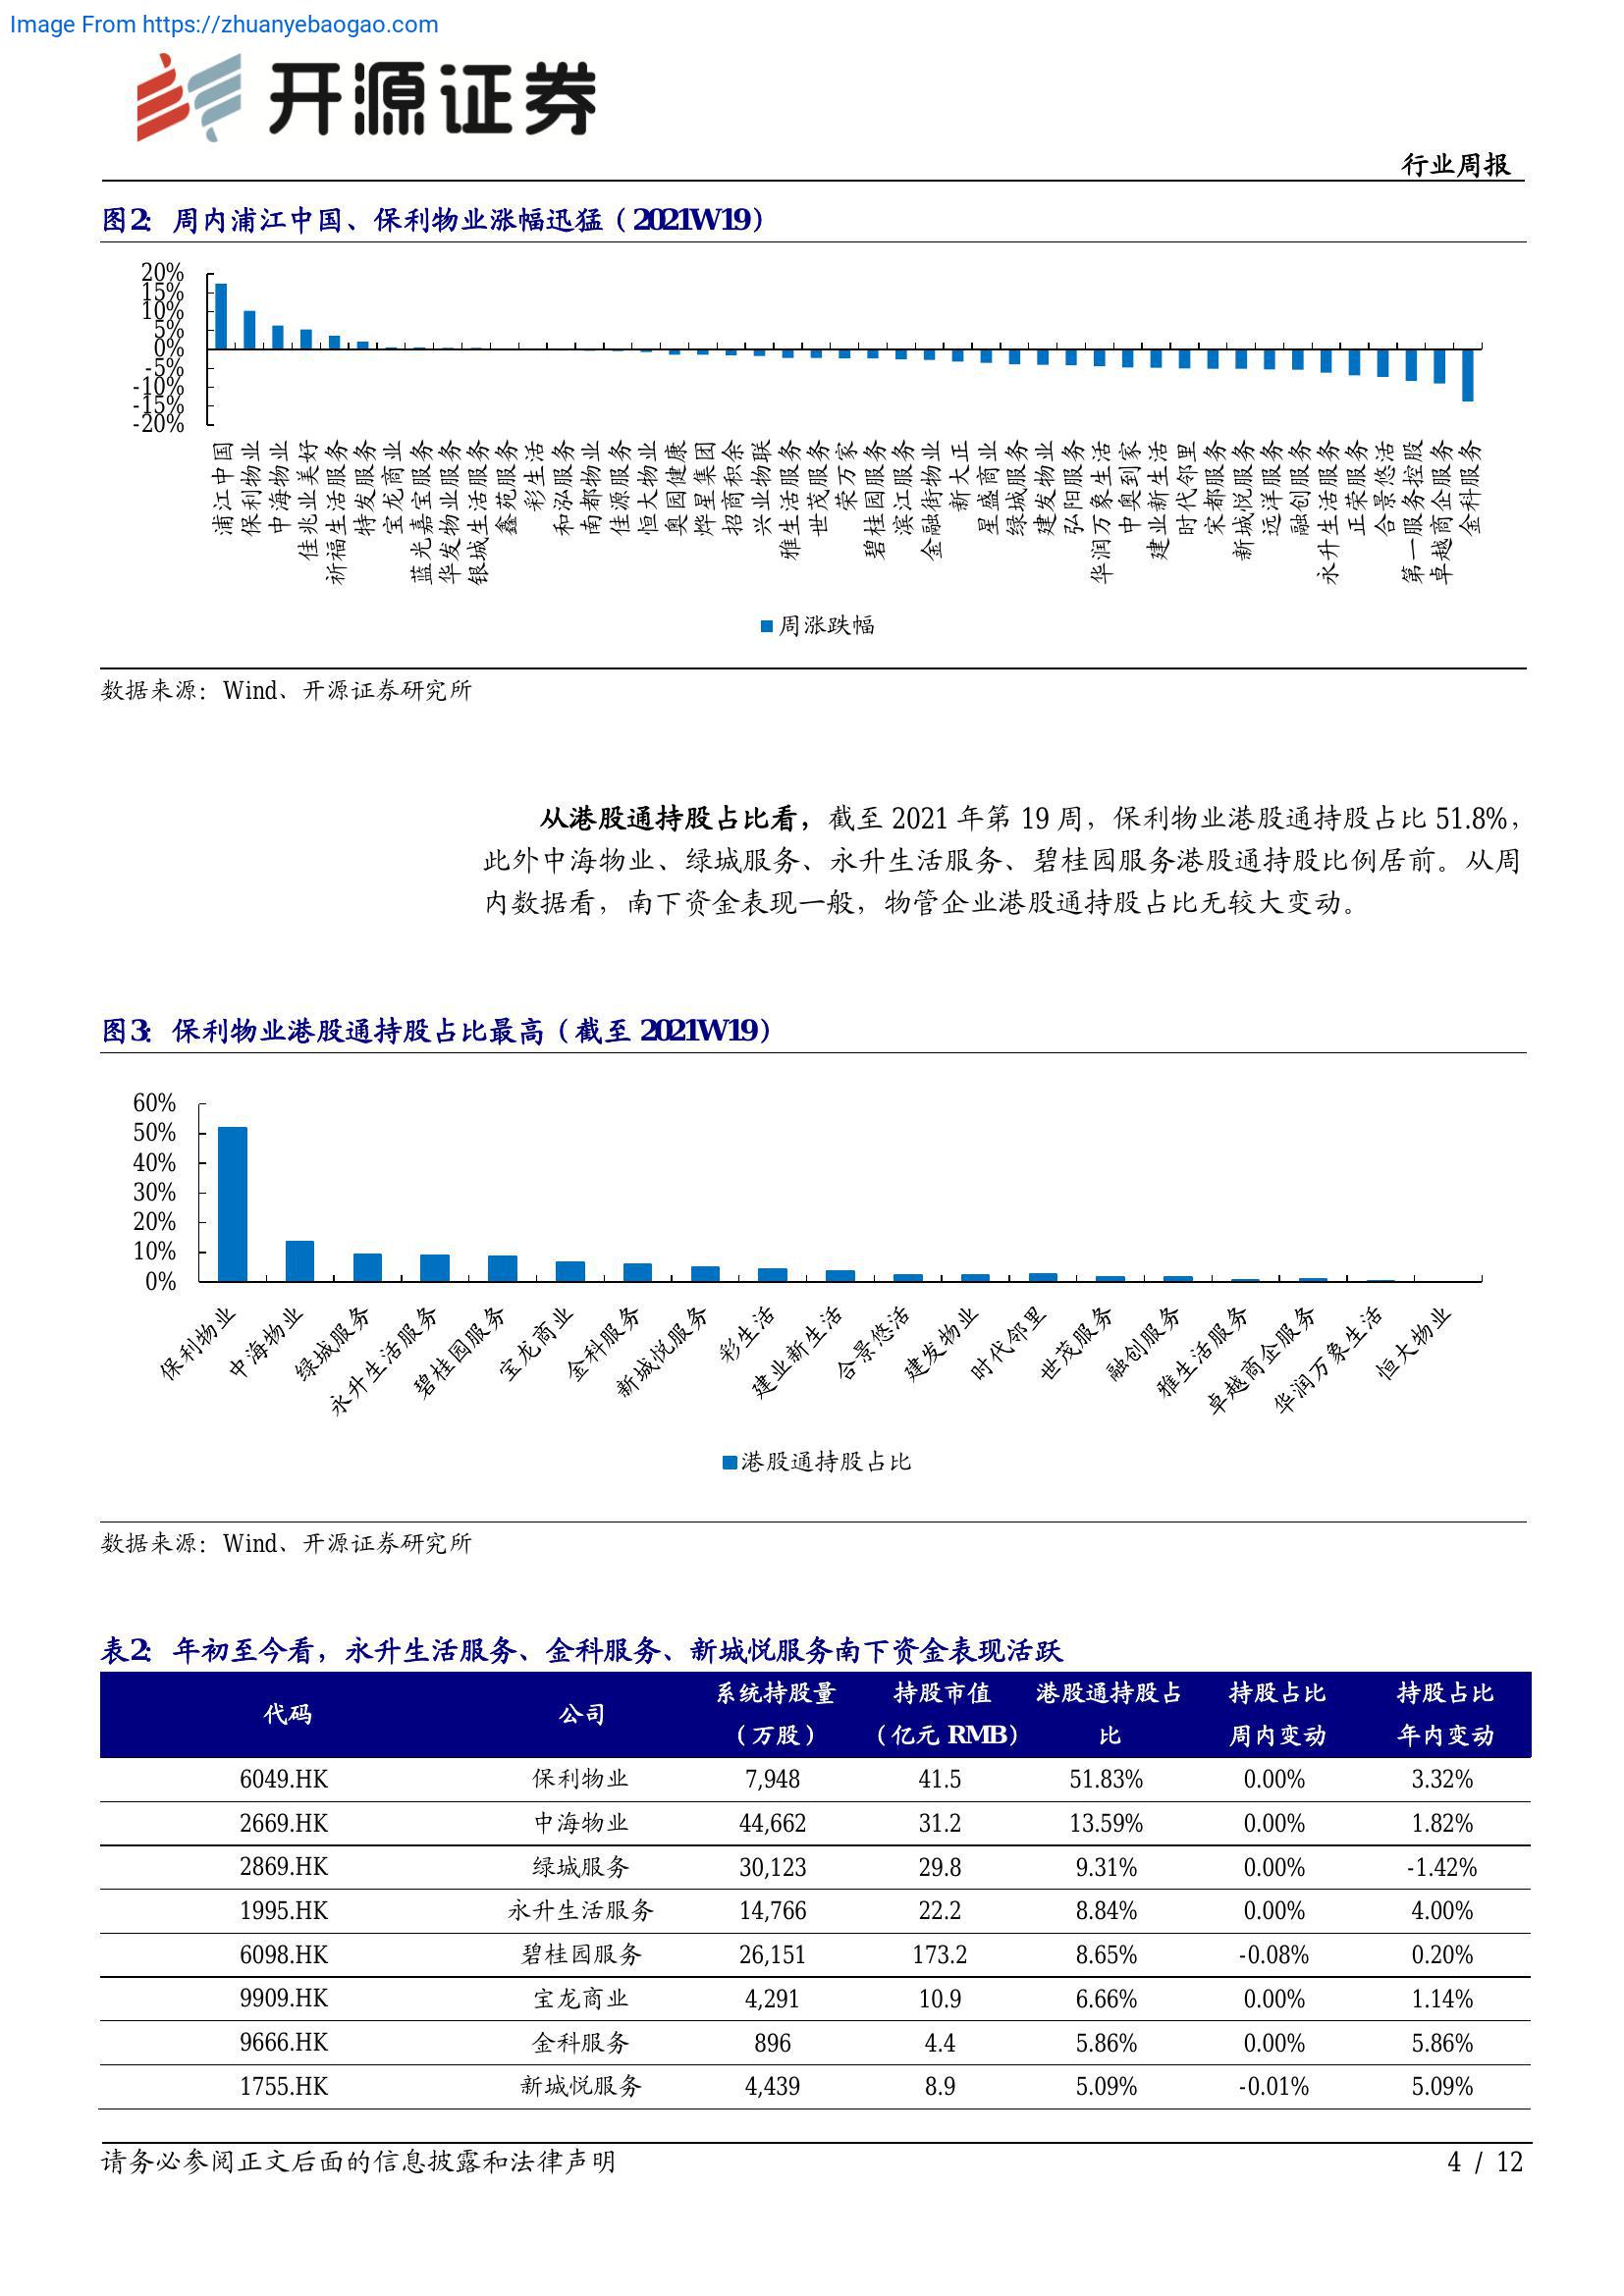 Image From https://zhuanyebaogao.com
开源证券
行业周报
图2：周内浦江中国、保利物业涨幅迅猛（2021W19）
20%
15%
10%
5%
0%
-5%
-10%
-15%
-20%
浦江中国
保利物业
中海物业
佳兆业美好
祈福生活服务
特发服务
宝龙商业
蓝光嘉宝服务
华发物业服务
银城生活服务
鑫苑服务
彩生活
和泓服务
南都物业
佳源服务
恒大物业
奥园健康
烨星集团
招商积余
兴业物联
雅生活服务
世茂服务
荣万家
碧桂园服务
滨江服务
金融街物业
新大正
星盛商业
绿城服务
建发物业
弘阳服务
华润万象生活
中奥到家
建业新生活
时代邻里
宋都服务
新城悦服务
远洋服务
融创服务
永升生活服务
正荣服务
合景悠活
第一服务控股
卓越商企服务
金科服务
周涨跌幅
数据来源：Wind、开源证券研究所
从港股通持股占比看，截至 2021 年第 19 周，保利物业港股通持股占比 51.8%，
此外中海物业、绿城服务、永升生活服务、碧桂园服务港股通持股比例居前。从周
内数据看，南下资金表现一般，物管企业港股通持股占比无较大变动。
图3：保利物业港股通持股占比最高（截至 2021W19）
60%
50%
40%
30%
20%
10%
0%
保利物业
中海物业
绿城服务
永升生活服务
碧桂园服务
宝龙商业
金科服务
新城悦服务
彩生活
建业新生活
合景悠活
建发物业
时代邻里
世茂服务
融创服务
雅生活服务
卓越商企服务
华润万象生活
恒大物业
港股通持股占比
数据来源：Wind、开源证券研究所
表2：年初至今看，永升生活服务、金科服务、新城悦服务南下资金表现活跃
代码 公司 系统持股量（万股） 持股市值（亿元 RMB） 港股通持股占比 持股占比周内变动 持股占比年内变动
6049.HK 保利物业 7,948 41.5 51.83% 0.00% 3.32%
2669.HK 中海物业 44,662 31.2 13.59% 0.00% 1.82%
2869.HK 绿城服务 30,123 29.8 9.31% 0.00% -1.42%
1995.HK 永升生活服务 14,766 22.2 8.84% 0.00% 4.00%
6098.HK 碧桂园服务 26,151 173.2 8.65% -0.08% 0.20%
9909.HK 宝龙商业 4,291 10.9 6.66% 0.00% 1.14%
9666.HK 金科服务 896 4.4 5.86% 0.00% 5.86%
1755.HK 新城悦服务 4,439 8.9 5.09% -0.01% 5.09%
请务必参阅正文后面的信息披露和法律声明
4 / 12